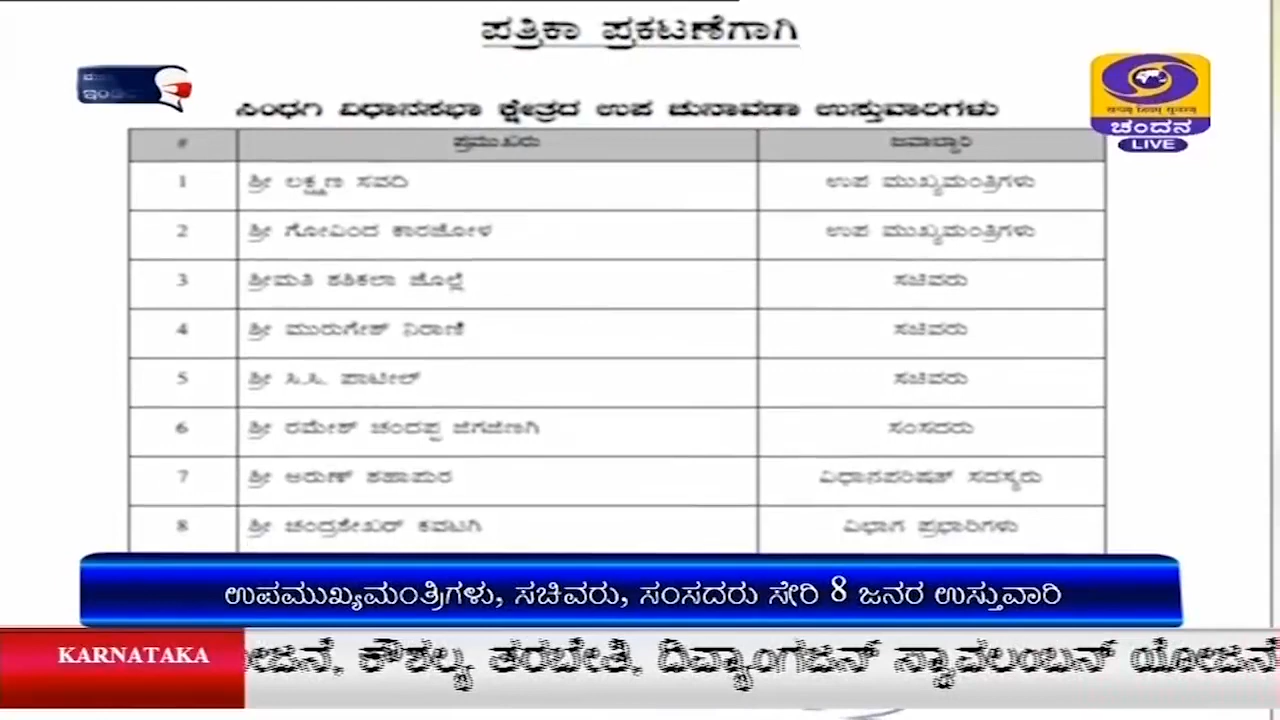 ಪತ್ರಿಕಾ ಪ್ರಕಟಣೆಗಾಗಿ
ಸಿಂಧಗಿ ವಿಧಾನಸಭಾ ಕ್ಷೇತ್ರದ ಉಪ ಚುನಾವಣಾ ಉಸ್ತುವಾರಿಗಳು
# ಪ್ರಮುಖರು ಜವಾಬ್ದಾರಿ
1 ಶ್ರೀ ಲಕ್ಷ್ಮಣ ಸವದಿ ಉಪ ಮುಖ್ಯಮಂತ್ರಿಗಳು
2 ಶ್ರೀ ಗೋವಿಂದ ಕಾರಜೋಳ ಉಪ ಮುಖ್ಯಮಂತ್ರಿಗಳು
3 ಶ್ರೀಮತಿ ಶಶಿಕಲಾ ಜೊಲ್ಲೆ ಸಚಿವರು
4 ಶ್ರೀ ಮುರುಗೇಶ್ ನಿರಾಣಿ ಸಚಿವರು
5 ಶ್ರೀ ಸಿ.ಸಿ. ಪಾಟೀಲ್ ಸಚಿವರು
6 ಶ್ರೀ ರಮೇಶ್ ಚಂದಪ್ಪ ಜಿಗಜಿಣಗಿ ಸಂಸದರು
7 ಶ್ರೀ ಅರುಣ್ ಶಹಾಪುರ ವಿಧಾನಪರಿಷತ್ ಸದಸ್ಯರು
8 ಶ್ರೀ ಚಂದ್ರಶೇಖರ್ ಕವಟಗಿ ವಿಭಾಗ ಪ್ರಭಾರಿಗಳು
ಚಂದನ
LIVE
ಉಪಮುಖ್ಯಮಂತ್ರಿಗಳು, ಸಚಿವರು, ಸಂಸದರು ಸೇರಿ 8 ಜನರ ಉಸ್ತುವಾರಿ
KARNATAKA ಕೌಶಲ್ಯ ತರಬೇತಿ, ದಿವ್ಯಾಂಗಜನ್ ಸ್ವಾವಲಂಬನ್ ಯೋಜನೆ